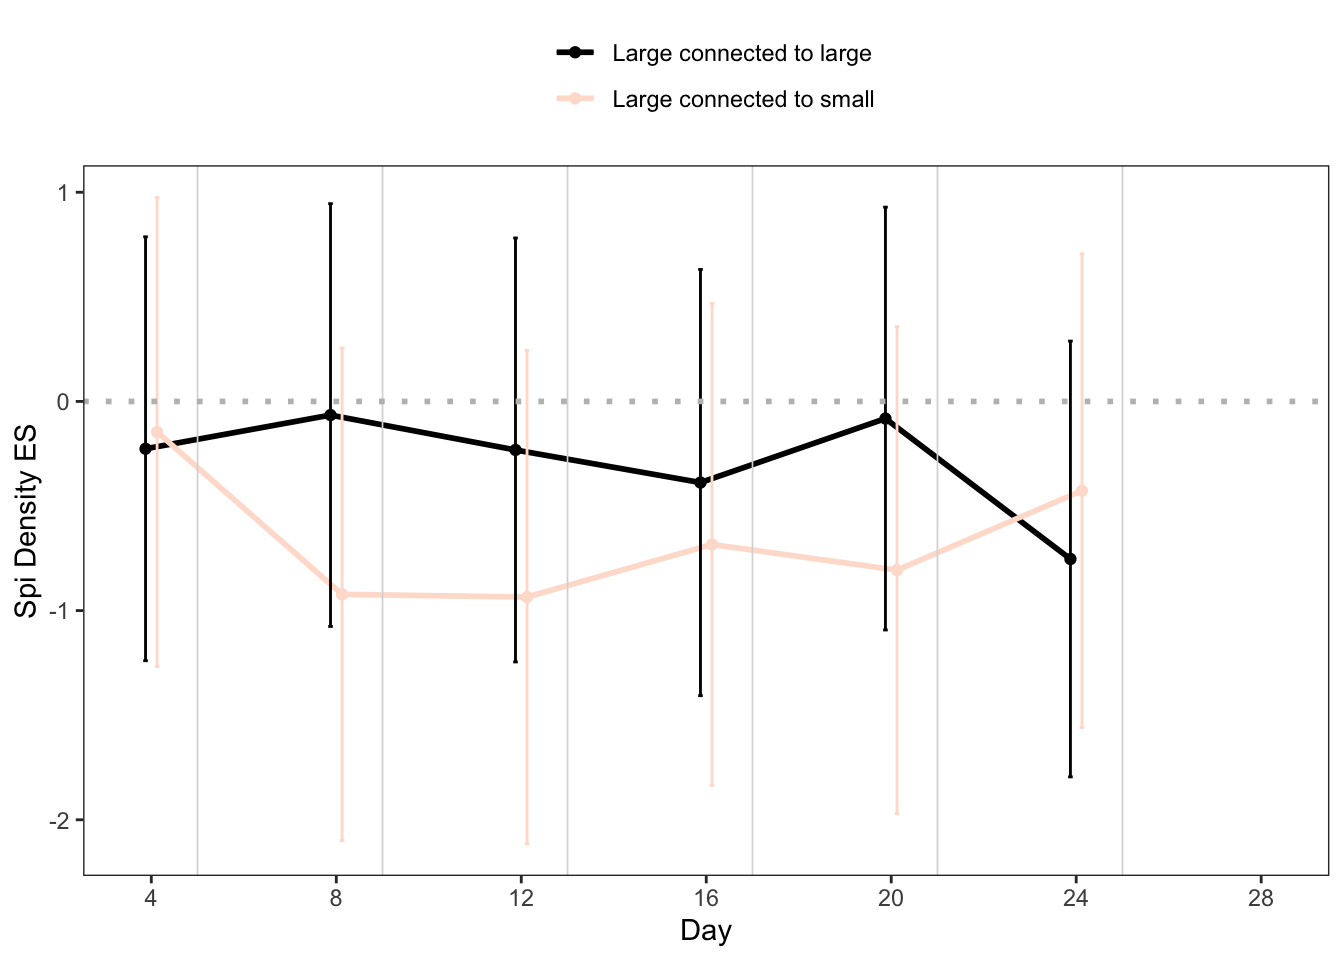 Large connected to large
Large connected to small
1
0
-1
-2
Spi Density ES
4 8 12 16 20 24 28
Day